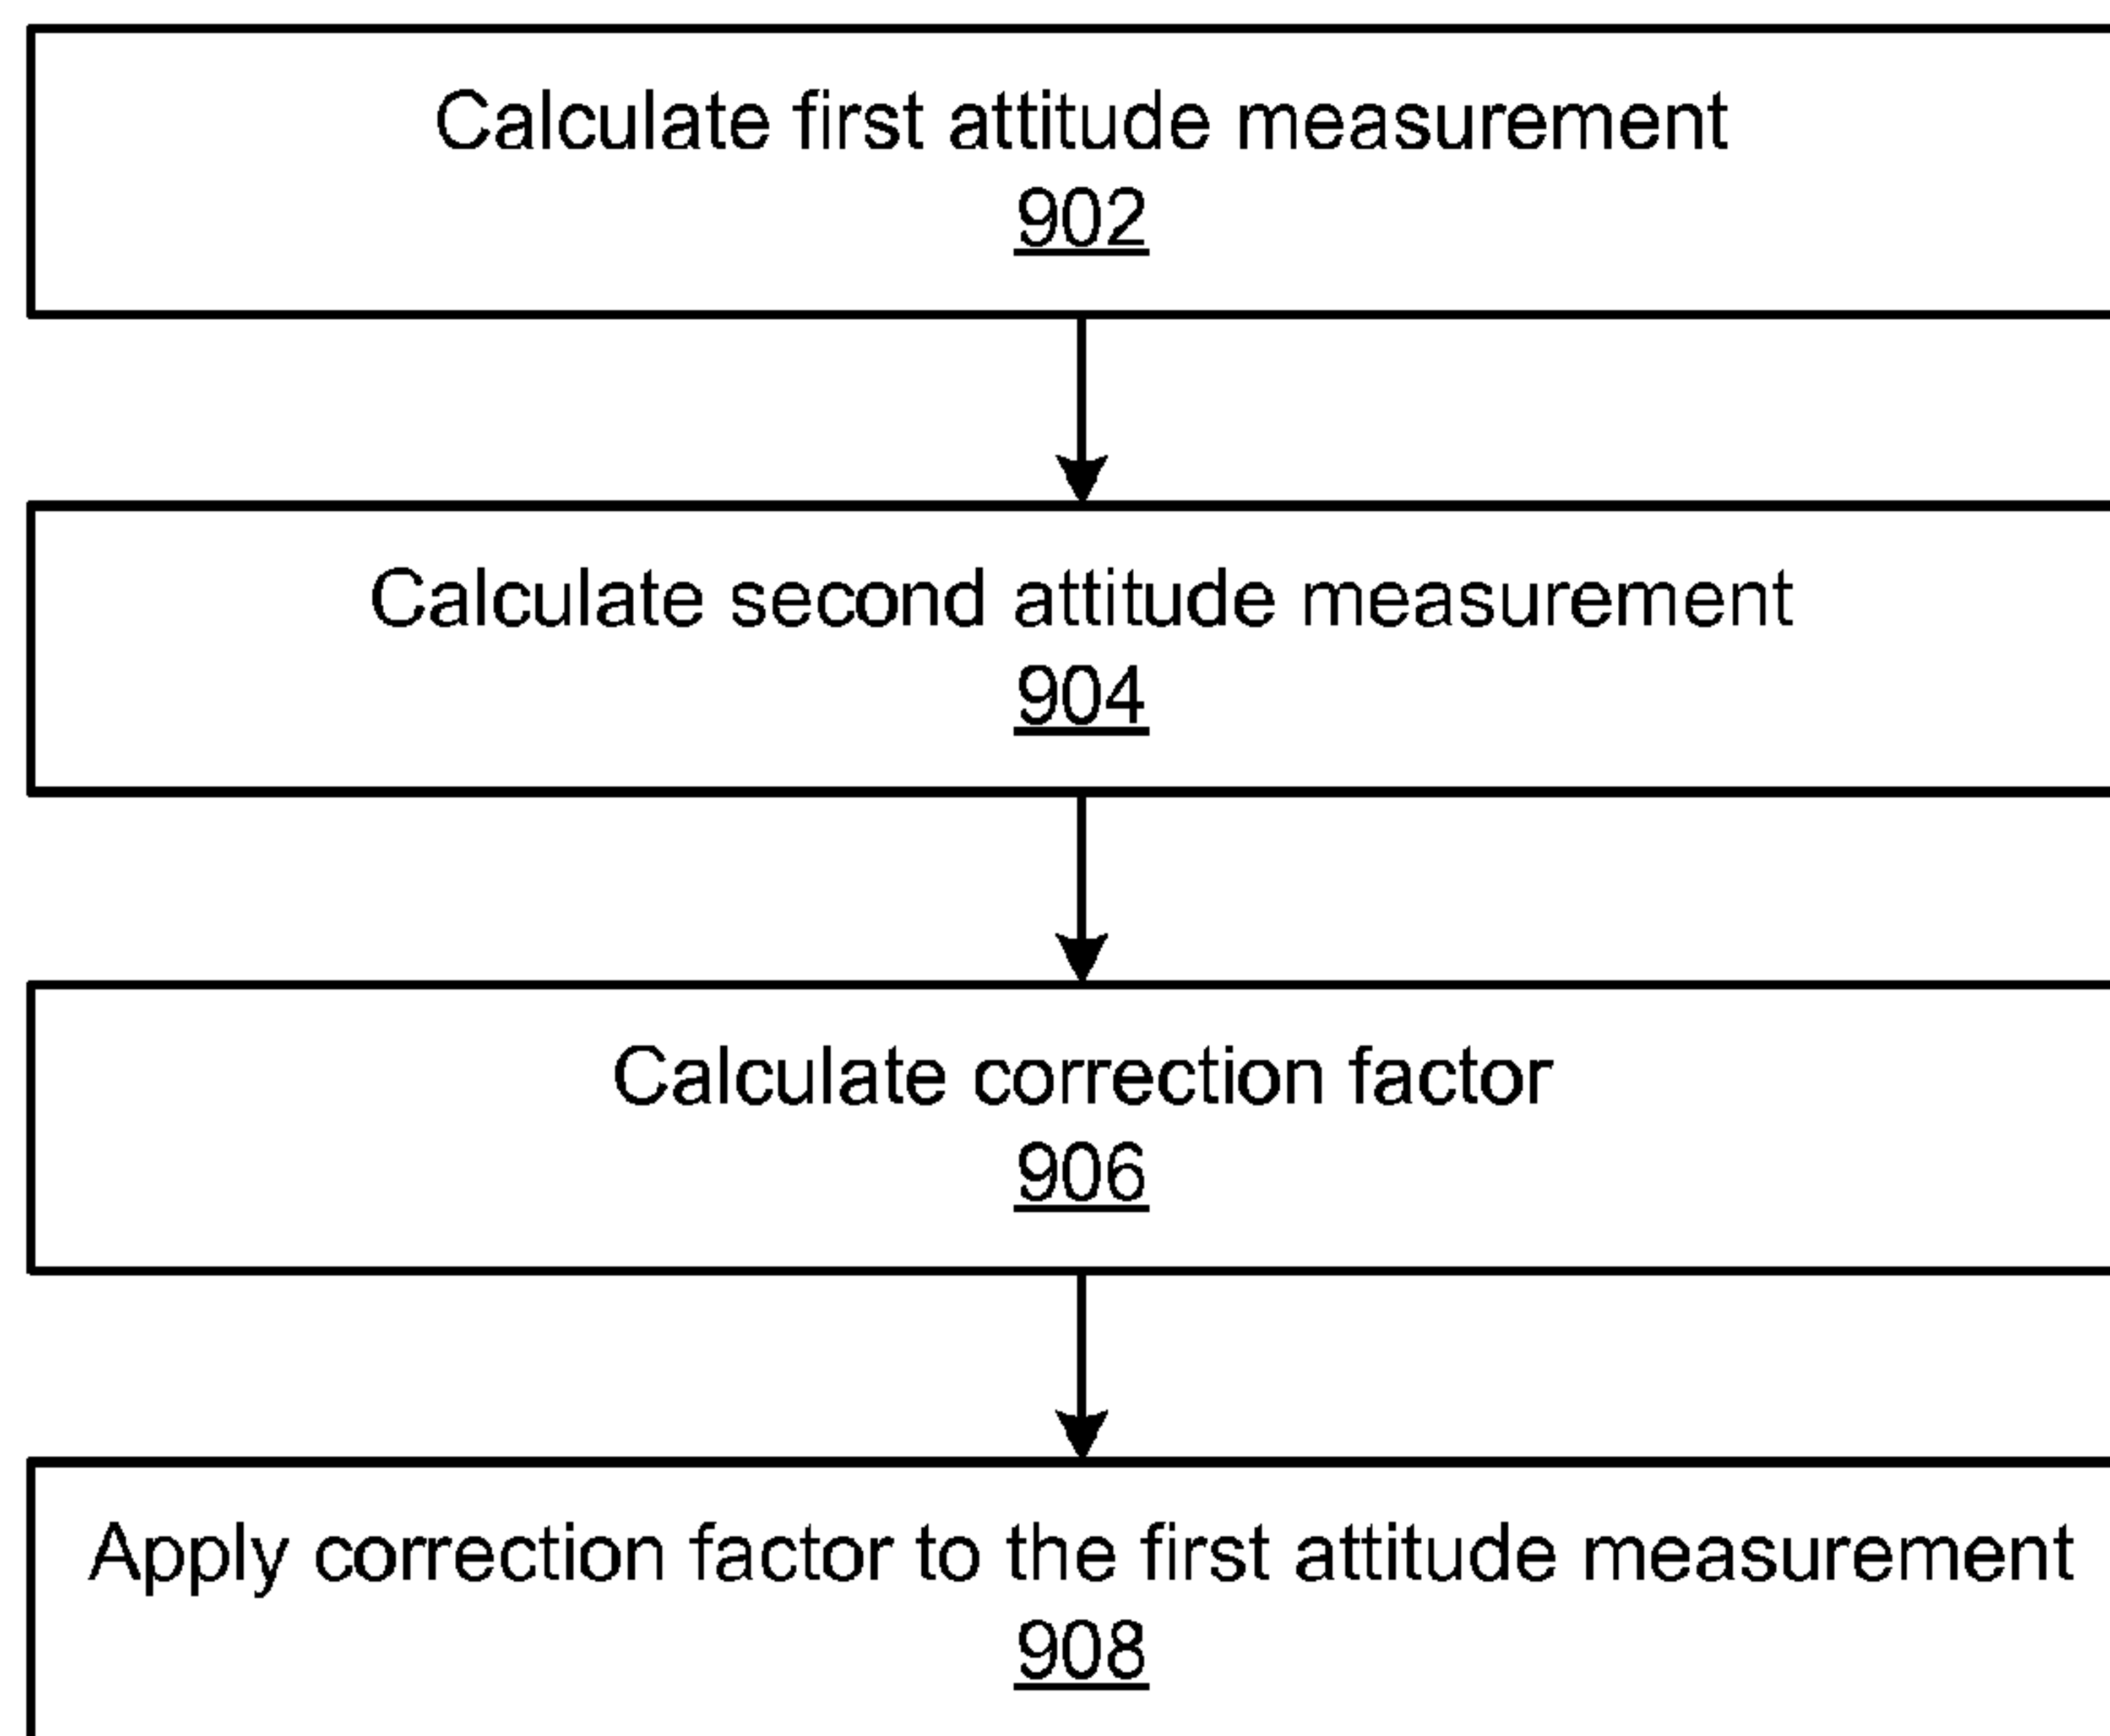 Calculate first attitude measurement
902
Calculate second attitude measurement
904
Calculate correction factor
906
Apply correction factor to the first attitude measurement
908